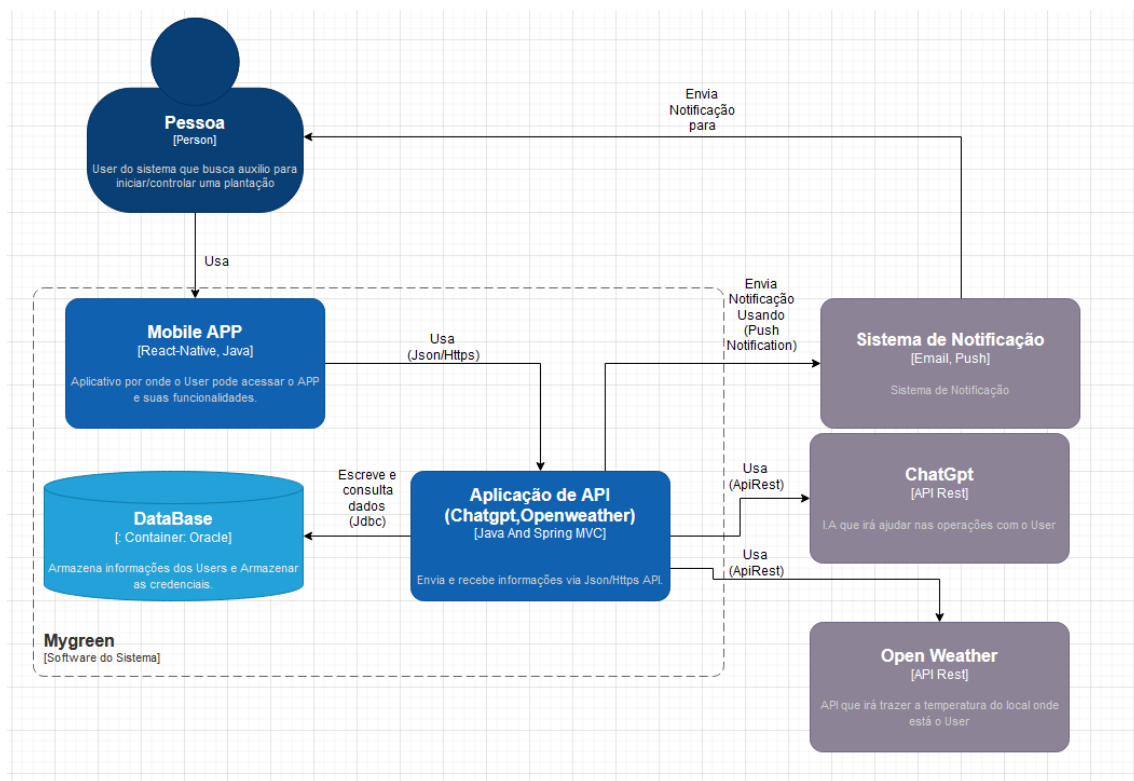 Pessoa
[Person]
User do sistema que busca auxilio para
iniciar/controlar uma plantação
Envia
Notificação
para
Usa
Mobile APP
[React-Native, Java]
Aplicativo por onde o User pode acessar o APP
e suas funcionalidades.
Usa
(Json/Https)
Envia
Notificação
Usando
(Push
Notification)
Sistema de Notificação
[Email, Push]
Sistema de Notificação
DataBase
[: Container: Oracle]
Armazena informações dos Users e Armazenar
as credenciais.
Escreve e
consulta
dados
(Jdbc)
Aplicação de API
(Chatgpt,Openweather)
[Java And Spring MVC]
Envia e recebe informações via Json/Https API.
Usa
(ApiRest)
ChatGpt
[API Rest]
I.A que irá ajudar nas operações com o User
Usa
(ApiRest)
Open Weather
[API Rest]
API que irá trazer a temperatura do local onde
está o User
Mygreen
[Software do Sistema]